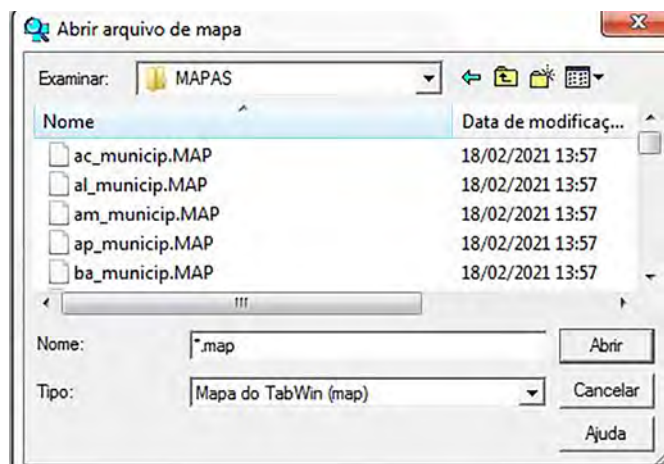 Abrir arquivo de mapa
Examinar: MAPAS
Nome Data de modificaç...
ac_municip.MAP 18/02/2021 13:57
al_municip.MAP 18/02/2021 13:57
am_municip.MAP 18/02/2021 13:57
ap_municip.MAP 18/02/2021 13:57
ba_municip.MAP 18/02/2021 13:57
Nome: *.map Abrir
Tipo: Mapa do TabWin (map) Cancelar
Ajuda